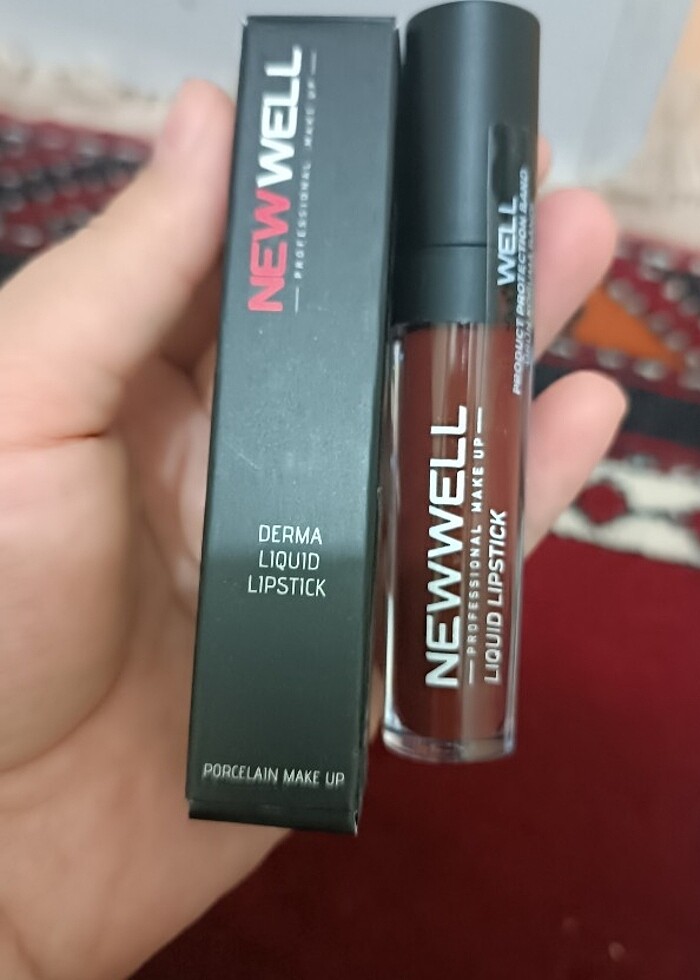 NEWWELL
PROFESSIONAL MAKE UP
DERMA
LIQUID
LIPSTICK
PORCELAIN MAKE UP
WELL
PRODUCT PROTECTION BAND
NEWWELL
PROFESSIONAL MAKE UP
LIQUID LIPSTICK